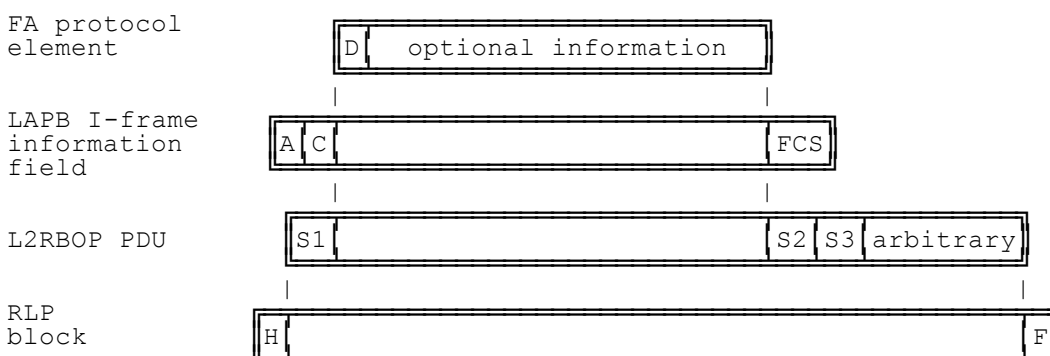 FA protocol
element
D optional information
LAPB I-frame
information
field
A C FCS
L2RBOP PDU S1 S2 S3 arbitrary
RLP
block
H F